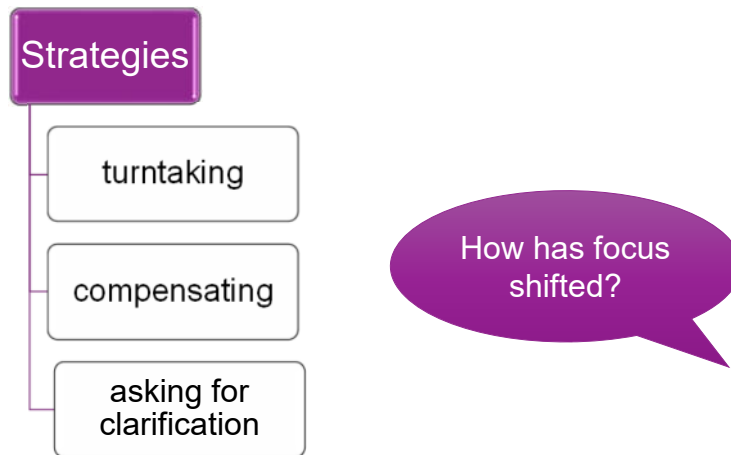 Strategies
turntaking
compensating
asking for
clarification
How has focus
shifted?